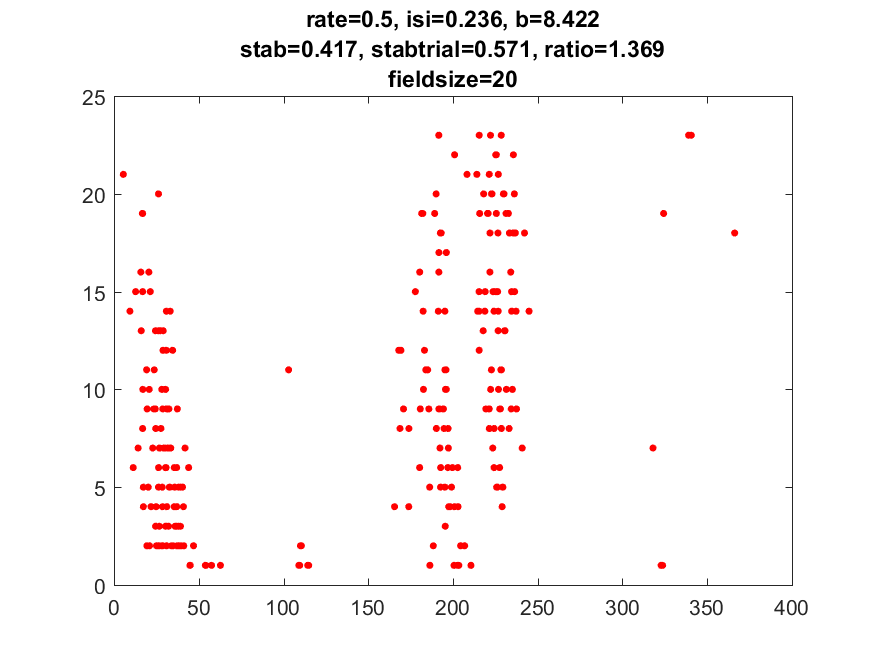 rate=0.5, isi=0.236, b=8.422
stab=0.417, stabtrial=0.571, ratio=1.369
fieldsize=20
25
20
15
10
5
0
0 50 100 150 200 250 300 350 400